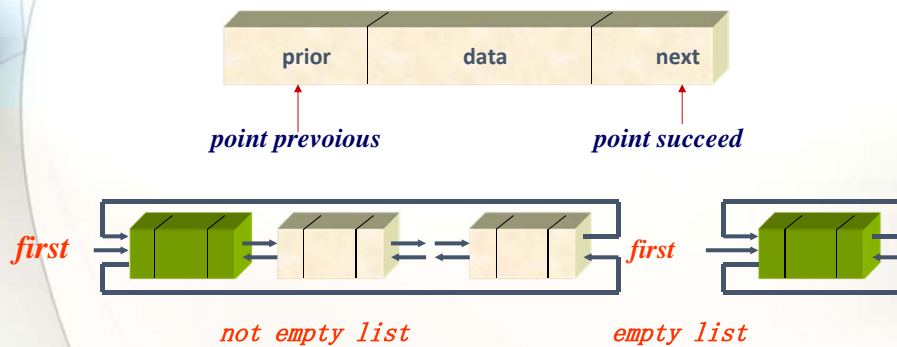 prior data next
point prevoious point succeed
first first
not empty list empty list